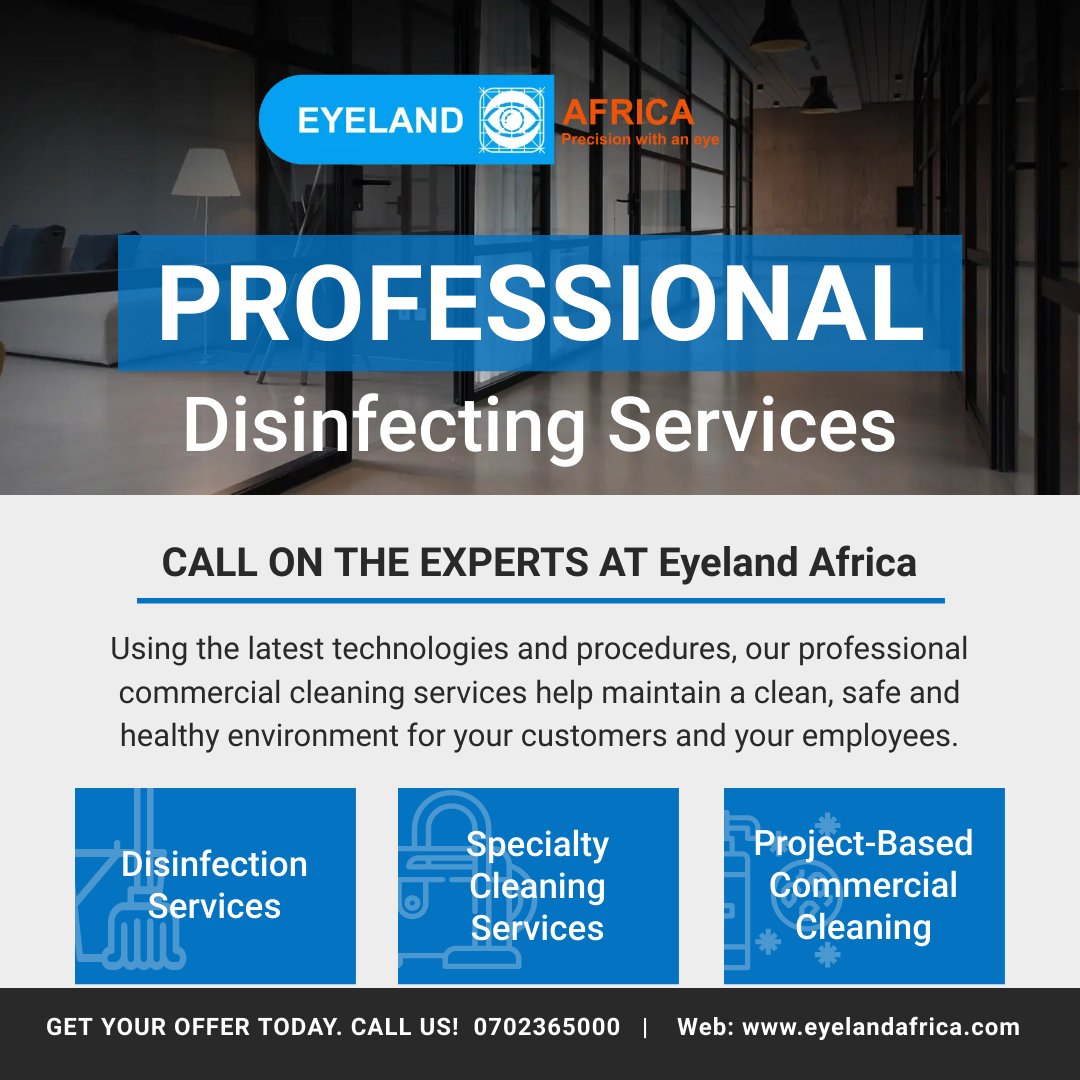 EYELAND
AFRICA
Precision with an eye
PROFESSIONAL
Disinfecting Services
CALL ON THE EXPERTS AT Eyeland Africa
Using the latest technologies and procedures, our professional
commercial cleaning services help maintain a clean, safe and
healthy environment for your customers and your employees.
Disinfection
Services
Specialty
Cleaning
Services
Project-Based
Commercial
Cleaning
GET YOUR OFFER TODAY. CALL US! 0702365000 | Web: www.eyelandafrica.com